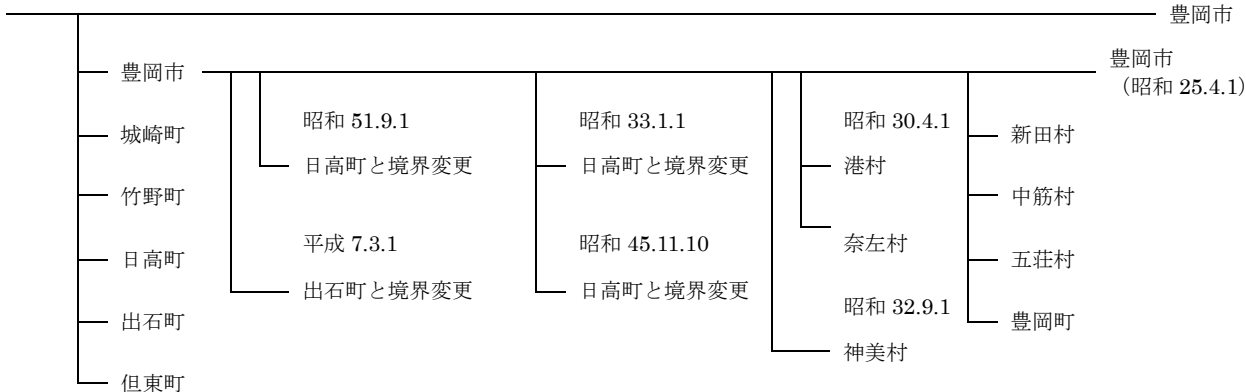 豊岡市
豊岡市
豊岡市
（昭和 25.4.1）
昭和 51.9.1
昭和 33.1.1
昭和 30.4.1
新田村
城崎町
日高町と境界変更
日高町と境界変更
港村
竹野町
中筋村
平成 7.3.1
昭和 45.11.10
奈左村
日高町
五荘村
出石町と境界変更
日高町と境界変更
昭和 32.9.1
出石町
豊岡町
神美村
但東町